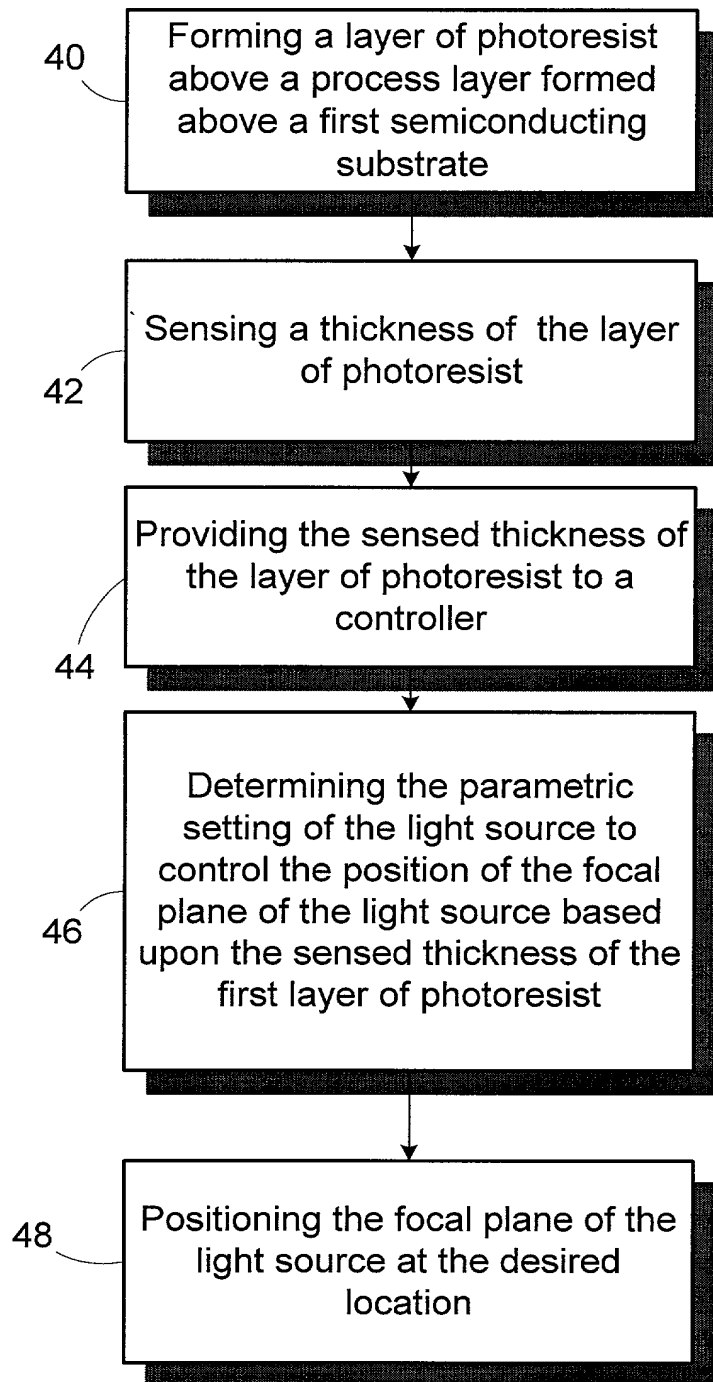 40
Forming a layer of photoresist
above a process layer formed
above a first semiconducting
substrate
42
Sensing a thickness of the layer
of photoresist
44
Providing the sensed thickness of
the layer of photoresist to a
controller
46
Determining the parametric
setting of the light source to
control the position of the focal
plane of the light source based
upon the sensed thickness of the
first layer of photoresist
48
Positioning the focal plane of the
light source at the desired
location